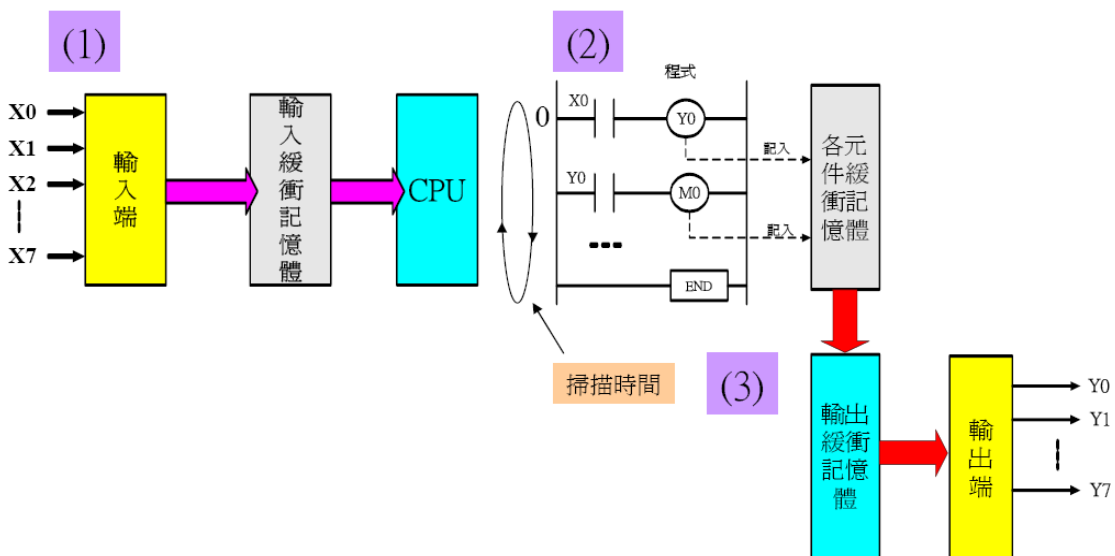 (1)
X0
X1
X2
X7
輸入端
輸入緩衝記憶體
CPU
(2)
程式
0
X0
Y0
記入
Y0
M0
記入
END
各元件緩衝記憶體
掃描時間
(3)
輸出緩衝記憶體
輸出端
Y0
Y1
Y7